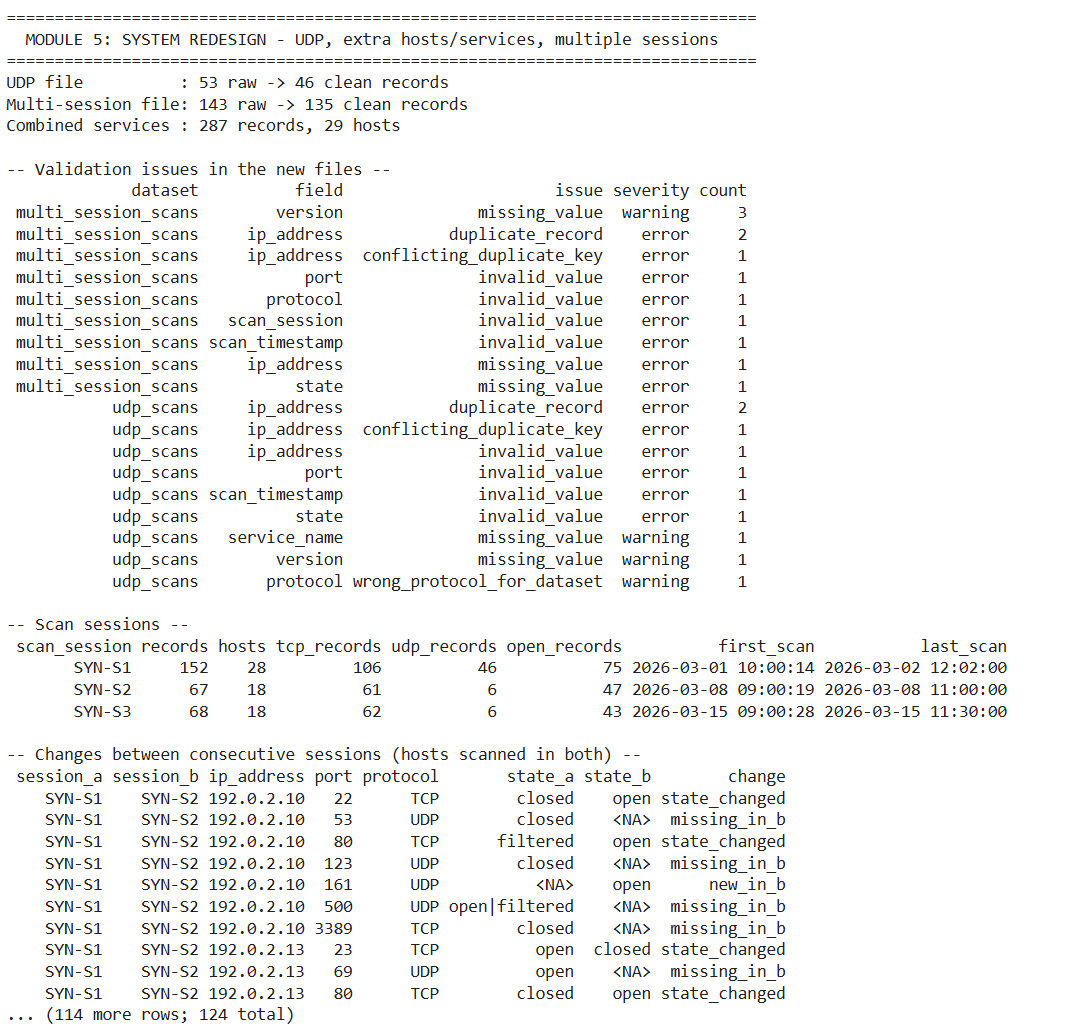 ===============================================================================
  MODULE 5: SYSTEM REDESIGN - UDP, extra hosts/services, multiple sessions
===============================================================================
UDP file          : 53 raw -> 46 clean records
Multi-session file: 143 raw -> 135 clean records
Combined services : 287 records, 29 hosts

-- Validation issues in the new files --
            dataset          field                      issue severity count
multi_session_scans        version              missing_value  warning     3
multi_session_scans     ip_address           duplicate_record    error     2
multi_session_scans     ip_address  conflicting_duplicate_key    error     1
multi_session_scans           port              invalid_value    error     1
multi_session_scans       protocol              invalid_value    error     1
multi_session_scans   scan_session              invalid_value    error     1
multi_session_scans scan_timestamp              invalid_value    error     1
multi_session_scans     ip_address              missing_value    error     1
multi_session_scans          state              missing_value    error     1
          udp_scans     ip_address           duplicate_record    error     2
          udp_scans     ip_address  conflicting_duplicate_key    error     1
          udp_scans     ip_address              invalid_value    error     1
          udp_scans           port              invalid_value    error     1
          udp_scans scan_timestamp              invalid_value    error     1
          udp_scans          state              invalid_value    error     1
          udp_scans   service_name              missing_value  warning     1
          udp_scans        version              missing_value  warning     1
          udp_scans       protocol wrong_protocol_for_dataset  warning     1

-- Scan sessions --
scan_session records hosts tcp_records udp_records open_records          first_scan           last_scan
      SYN-S1     152    28         106          46           75 2026-03-01 10:00:14 2026-03-02 12:02:00
      SYN-S2      67    18          61           6           47 2026-03-08 09:00:19 2026-03-08 11:00:00
      SYN-S3      68    18          62           6           43 2026-03-15 09:00:28 2026-03-15 11:30:00

-- Changes between consecutive sessions (hosts scanned in both) --
session_a session_b ip_address port protocol       state_a state_b        change
   SYN-S1    SYN-S2 192.0.2.10   22      TCP        closed    open state_changed
   SYN-S1    SYN-S2 192.0.2.10   53      UDP        closed    <NA>  missing_in_b
   SYN-S1    SYN-S2 192.0.2.10   80      TCP      filtered    open state_changed
   SYN-S1    SYN-S2 192.0.2.10  123      UDP        closed    <NA>  missing_in_b
   SYN-S1    SYN-S2 192.0.2.10  161      UDP          <NA>    open      new_in_b
   SYN-S1    SYN-S2 192.0.2.10  500      UDP open|filtered    <NA>  missing_in_b
   SYN-S1    SYN-S2 192.0.2.10 3389      TCP        closed    <NA>  missing_in_b
   SYN-S1    SYN-S2 192.0.2.13   23      TCP          open  closed state_changed
   SYN-S1    SYN-S2 192.0.2.13   69      UDP          open    <NA>  missing_in_b
   SYN-S1    SYN-S2 192.0.2.13   80      TCP        closed    open state_changed
... (114 more rows; 124 total)